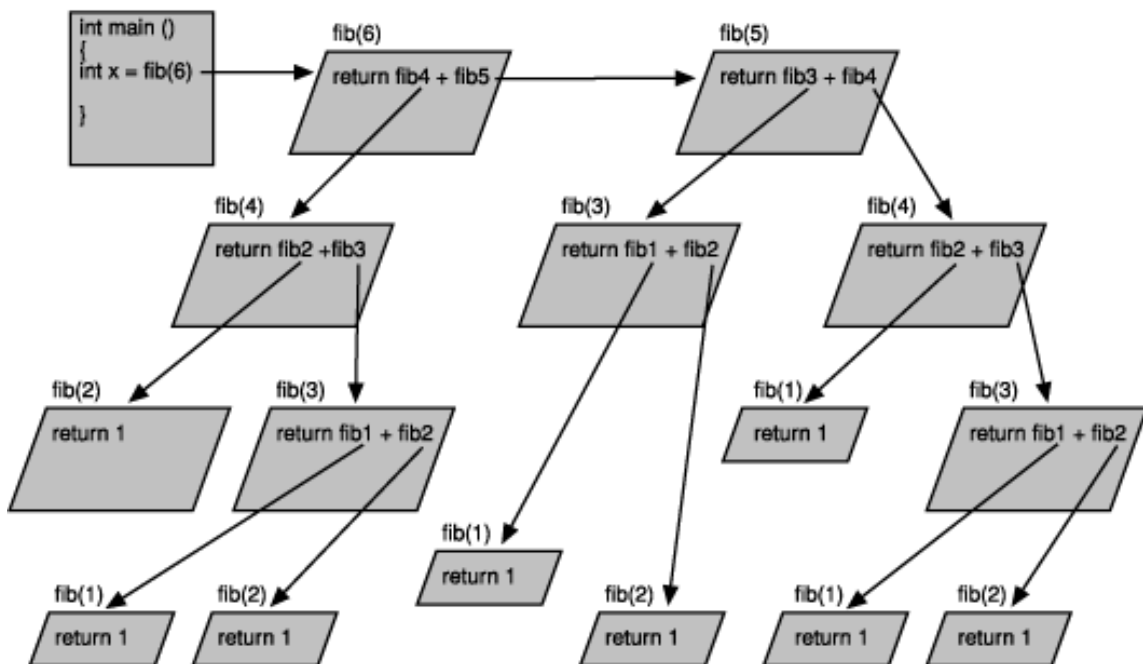 int main ()
{
int x = fib(6)
}
fib(6)
return fib4 + fib5
fib(5)
return fib3 + fib4
fib(4)
return fib2 +fib3
fib(3)
return fib1 + fib2
fib(4)
return fib2 + fib3
fib(2)
return 1
fib(3)
return fib1 + fib2
fib(1)
return 1
fib(3)
return fib1 + fib2
fib(1)
return 1
fib(1)
return 1
fib(2)
return 1
fib(2)
return 1
fib(1)
return 1
fib(2)
return 1